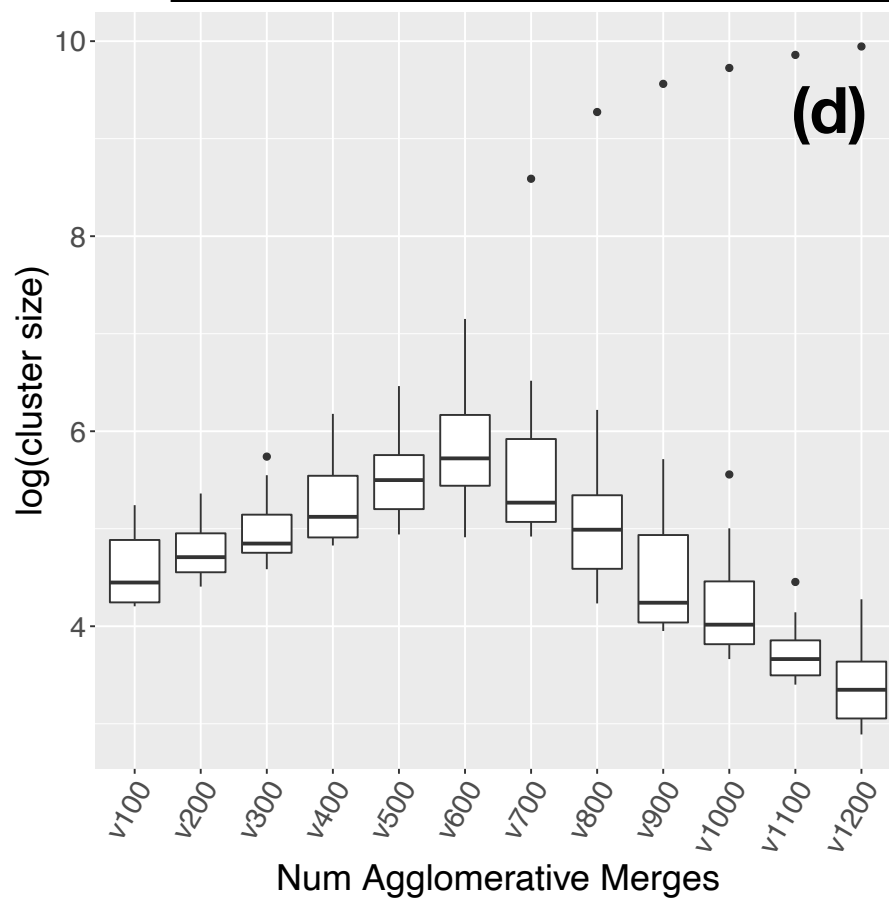 10
(d)
8
log(cluster size)
6
4
v100 v200 v300 v400 v500 v600 v700 v800 v900 v1000 v1100 v1200
Num Agglomerative Merges